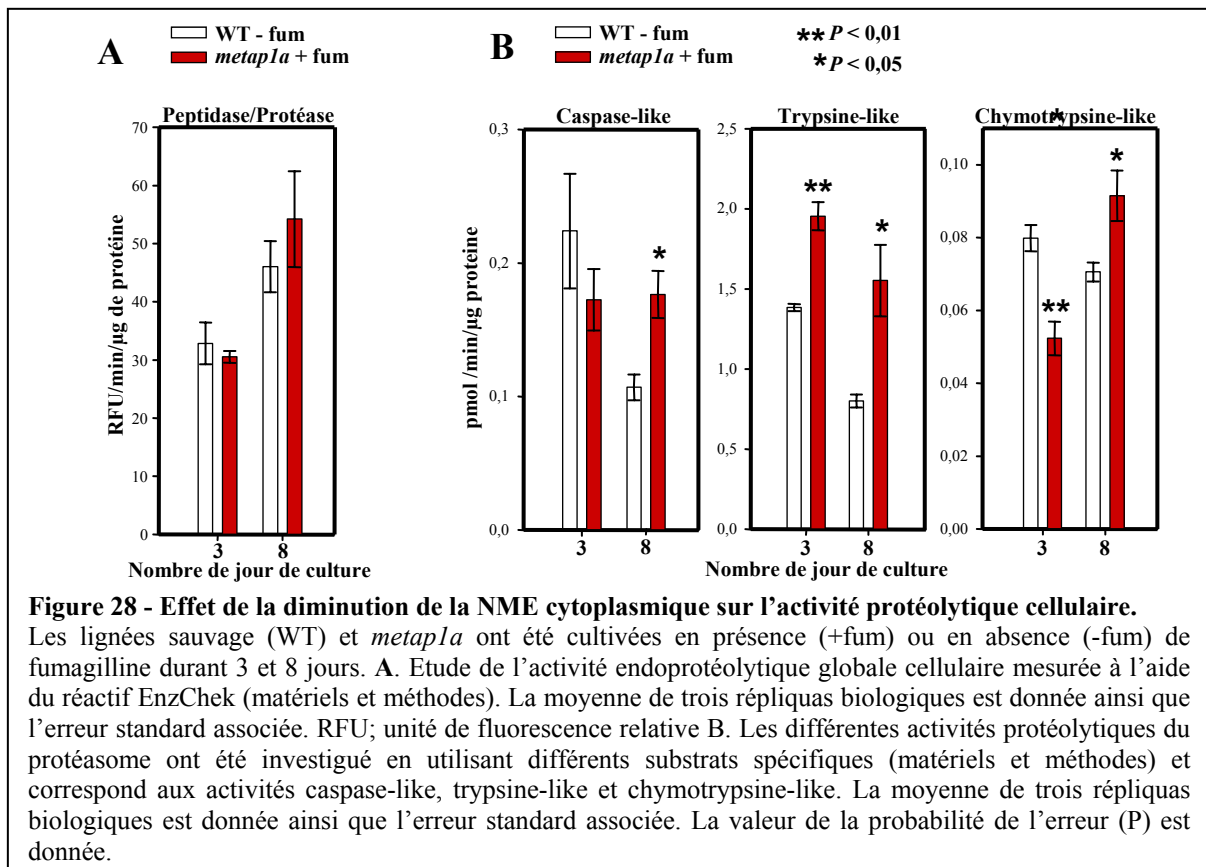 A
WT - fum
metap1a + fum
B
WT - fum
metap1a + fum
** P < 0,01
* P < 0,05
Peptidase/Protéase
RFU/min/µg de protéine
70
60
50
40
30
20
10
0
3 8
Nombre de jour de culture
Caspase-like
pmol /min/µg proteine
0,3
0,2
0,1
0,0
*
3 8
Trypsine-like
2,5
2,0
1,5
1,0
0,5
0,0
**
*
3 8
Chymotrypsine-like
*
0,10
0,08
0,06
0,04
0,02
0,00
**
*
3 8
Nombre de jour de culture
Figure 28 - Effet de la diminution de la NME cytoplasmique sur l’activité protéolytique cellulaire.
Les lignées sauvage (WT) et metap1a ont été cultivées en présence (+fum) ou en absence (-fum) de
fumagilline durant 3 et 8 jours. A. Etude de l’activité endoprotéolytique globale cellulaire mesurée à l’aide
du réactif EnzChek (matériels et méthodes). La moyenne de trois répliquas biologiques est donnée ainsi que
l’erreur standard associée. RFU; unité de fluorescence relative B. Les différentes activités protéolytiques du
protéasome ont été investigué en utilisant différents substrats spécifiques (matériels et méthodes) et
correspond aux activités caspase-like, trypsine-like et chymotrypsine-like. La moyenne de trois répliquas
biologiques est donnée ainsi que l’erreur standard associée. La valeur de la probabilité de l’erreur (P) est
donnée.